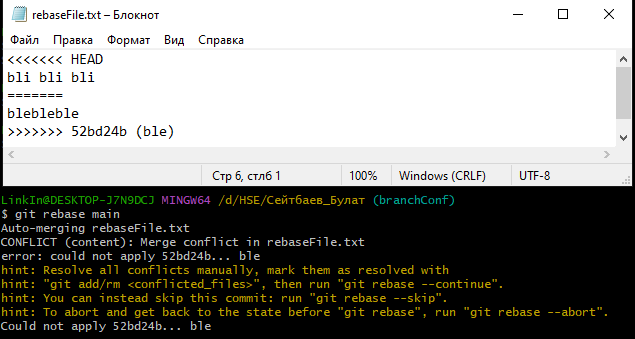 rebaseFile.txt – Блокнот
Файл Правка Формат Вид Справка
<<<<<<< HEAD
bli bli bli
=======
blebleble
>>>>>>> 52bd24b (ble)
Стр 6, стлб 1 100% Windows (CRLF) UTF-8
LinkIn@DESKTOP-J7N9DCJ MINGW64 /d/HSE/Сейтбаев_Булат (branchConf)
$ git rebase main
Auto-merging rebaseFile.txt
CONFLICT (content): Merge conflict in rebaseFile.txt
error: could not apply 52bd24b... ble
hint: Resolve all conflicts manually, mark them as resolved with
hint: "git add/rm <conflicted_files>", then run "git rebase --continue".
hint: You can instead skip this commit: run "git rebase --skip".
hint: To abort and get back to the state before "git rebase", run "git rebase --abort".
Could not apply 52bd24b... ble